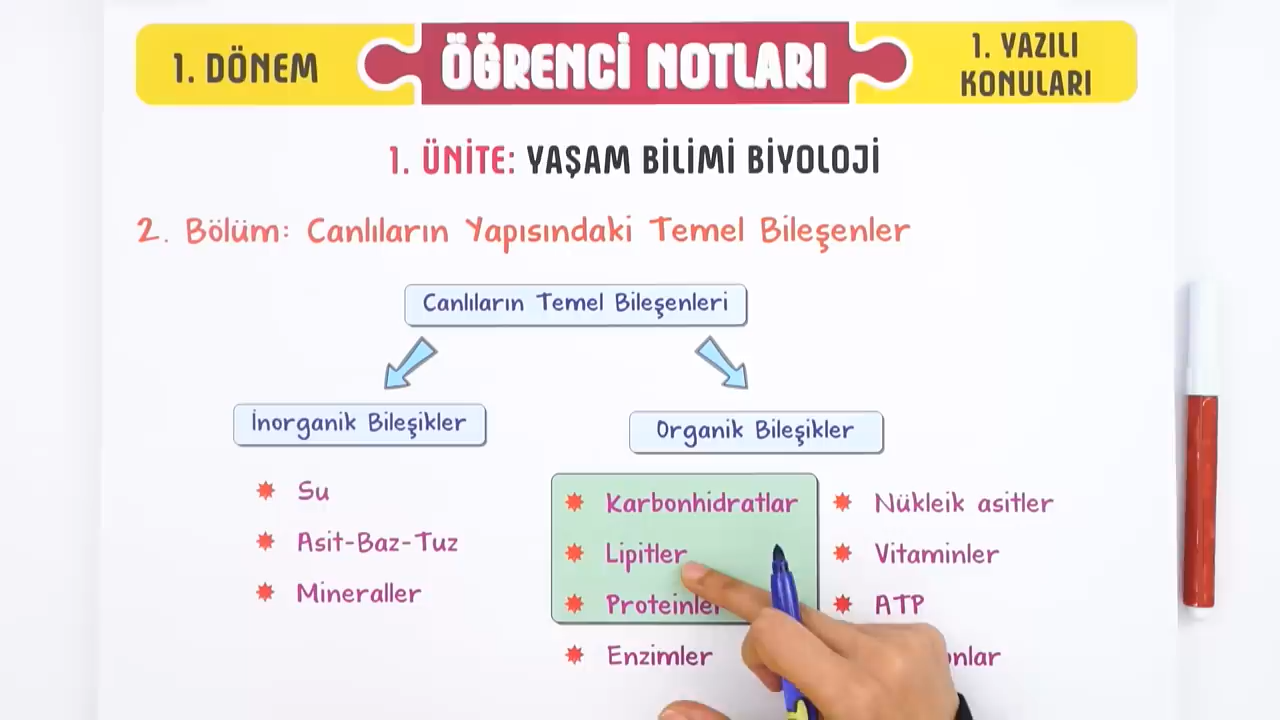 1. DÖNEM
ÖĞRENCİ NOTLARI
1. YAZILI
KONULARI
1. ÜNİTE: YAŞAM BİLİMİ BİYOLOJİ
2. Bölüm: Canlıların Yapısındaki Temel Bileşenler
Canlıların Temel Bileşenleri
İnorganik Bileşikler
Su
Asit-Baz-Tuz
Mineraller
Organik Bileşikler
Karbonhidratlar
Lipitler
Proteinler
Enzimler
Nükleik asitler
Vitaminler
ATP